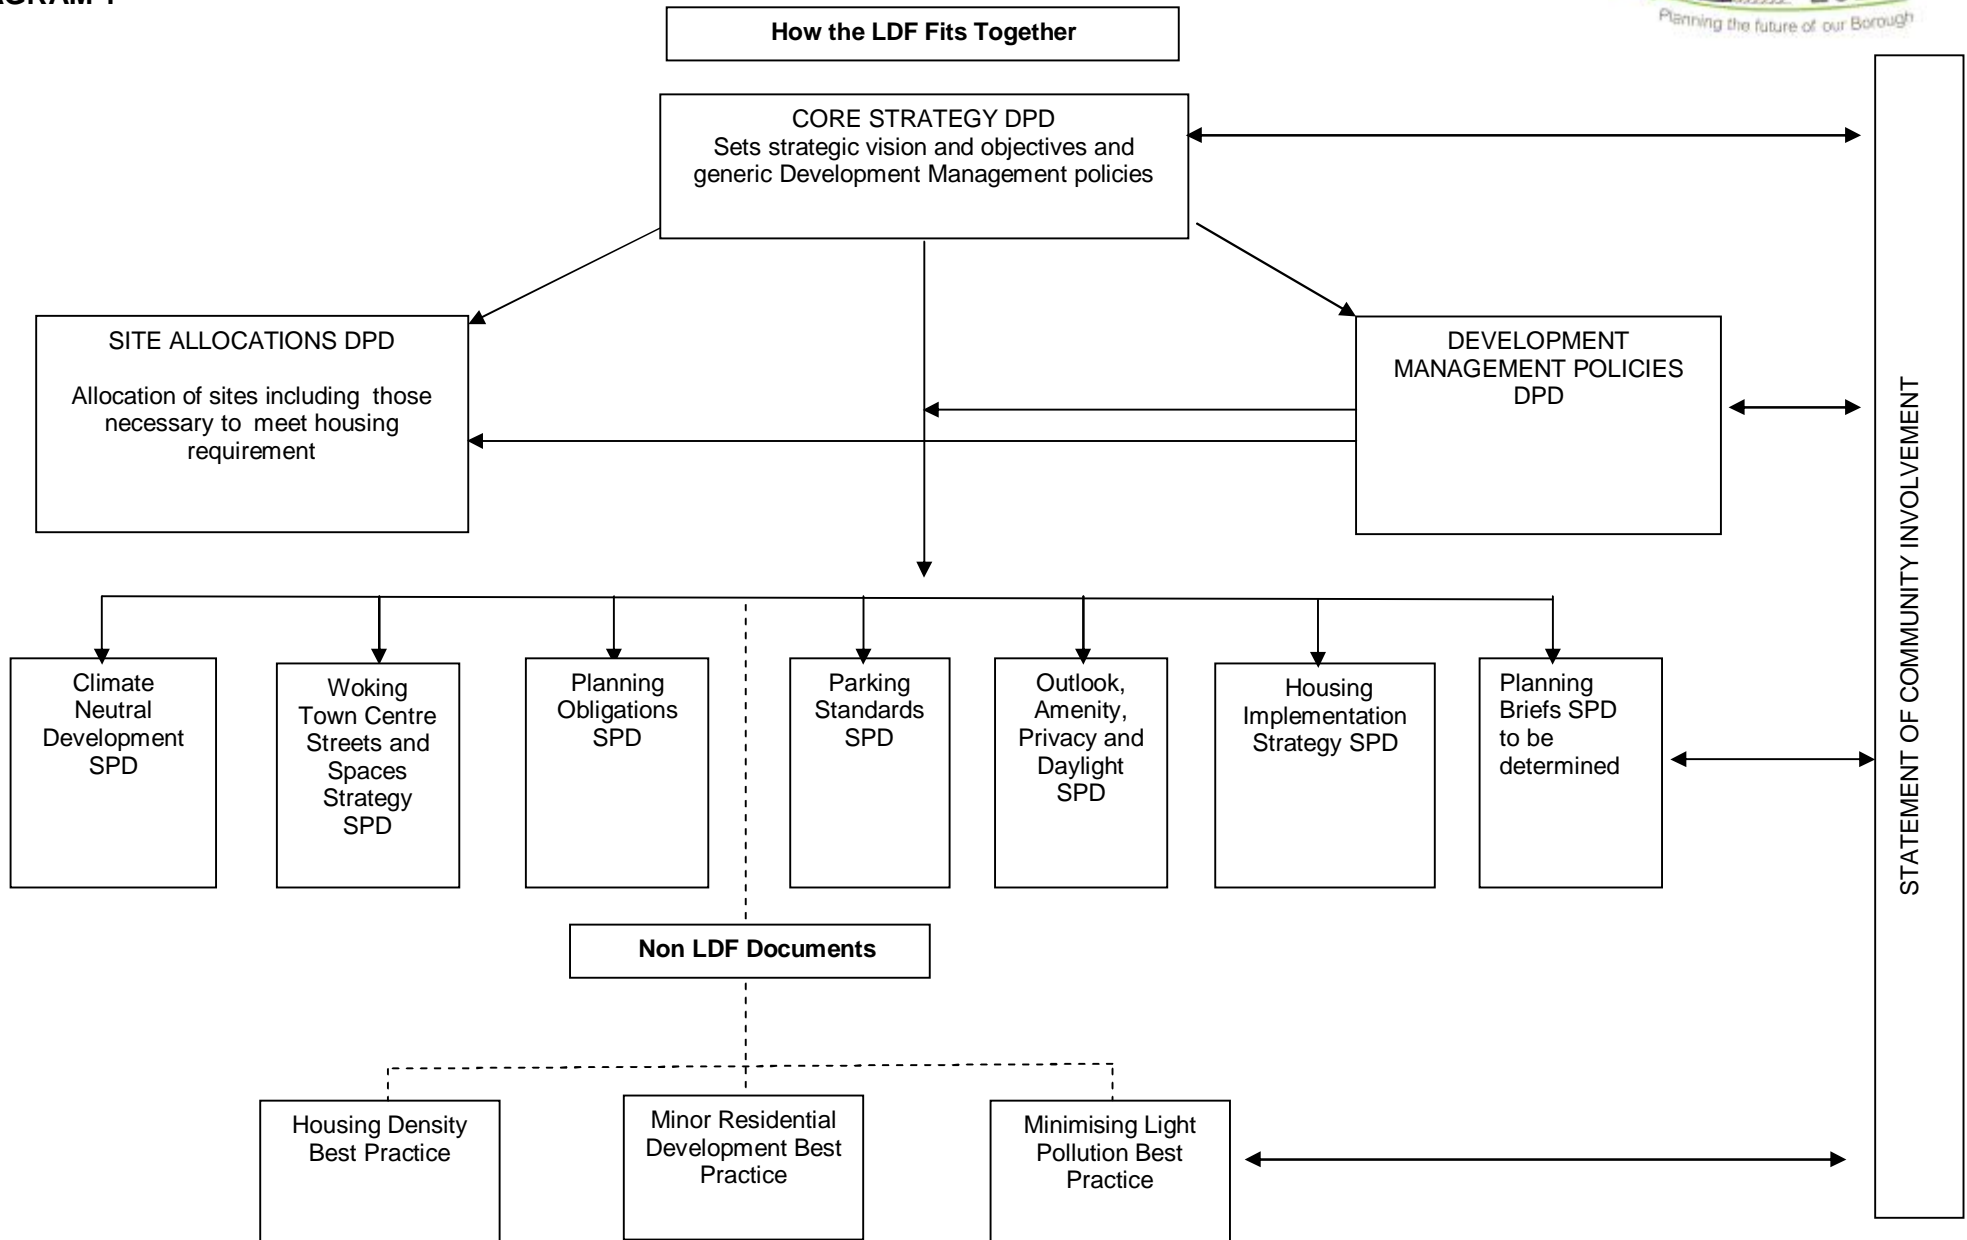 How the LDF Fits Together
Planning the future of our Borough
CORE STRATEGY DPD
Sets strategic vision and objectives and
generic Development Management policies
SITE ALLOCATIONS DPD
Allocation of sites including those
necessary to meet housing
requirement
DEVELOPMENT
MANAGEMENT POLICIES
DPD
STATEMENT OF COMMUNITY INVOLVEMENT
Climate
Neutral
Development
SPD
Woking
Town Centre
Streets and
Spaces
Strategy
SPD
Planning
Obligations
SPD
Parking
Standards
SPD
Outlook,
Amenity,
Privacy and
Daylight
SPD
Housing
Implementation
Strategy SPD
Planning
Briefs SPD
to be
determined
Non LDF Documents
Housing Density
Best Practice
Minor Residential
Development Best
Practice
Minimising Light
Pollution Best
Practice